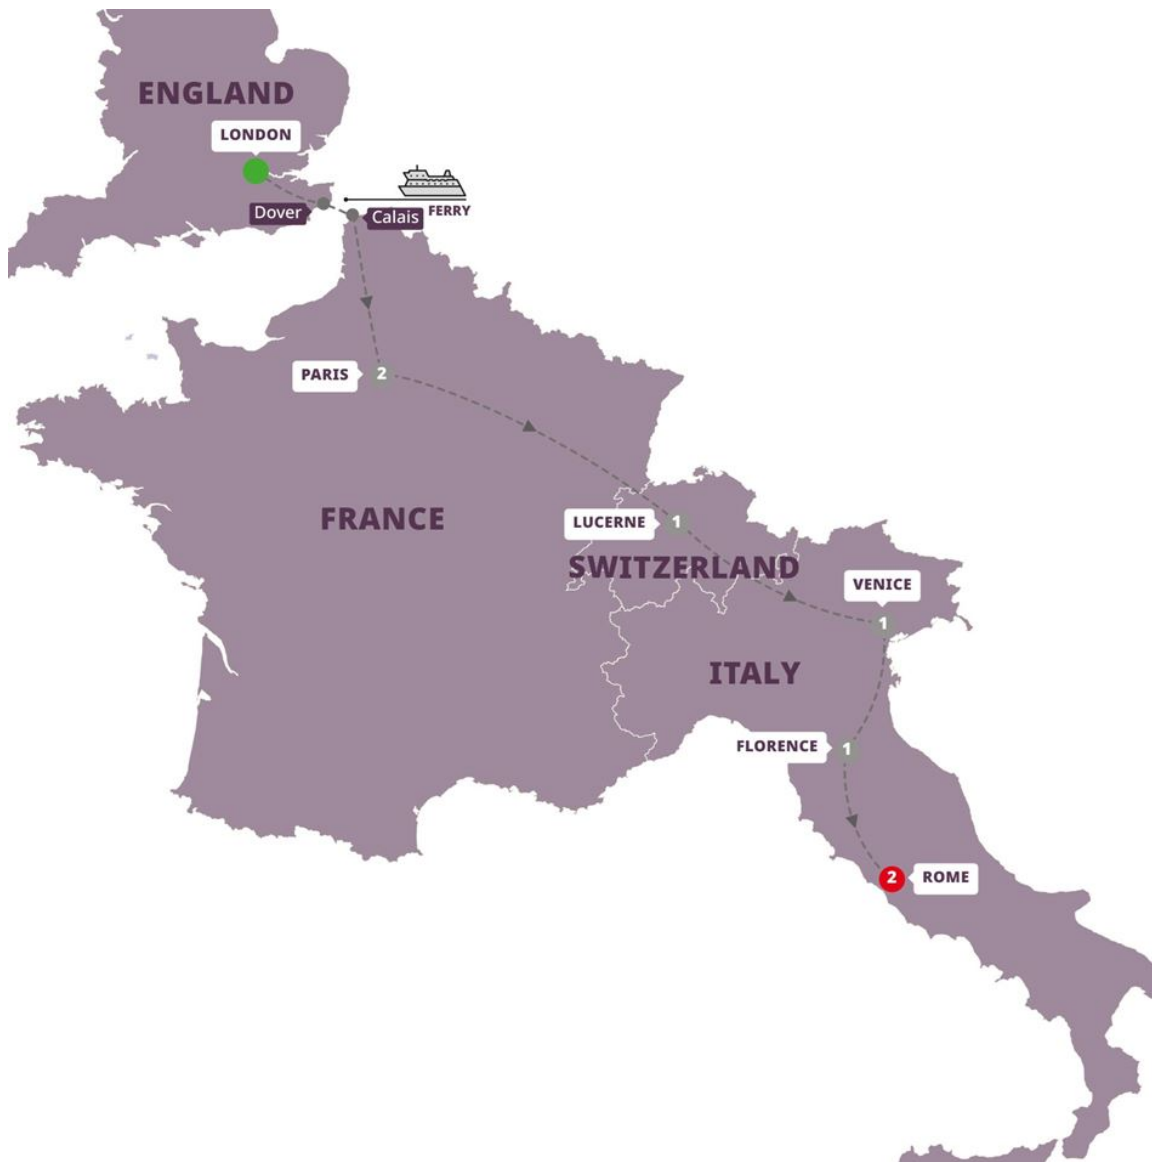 ENGLAND
LONDON
Dover
Calais
FERRY
PARIS
2
FRANCE
LUCERNE
1
SWITZERLAND
VENICE
1
ITALY
FLORENCE
1
2
ROME